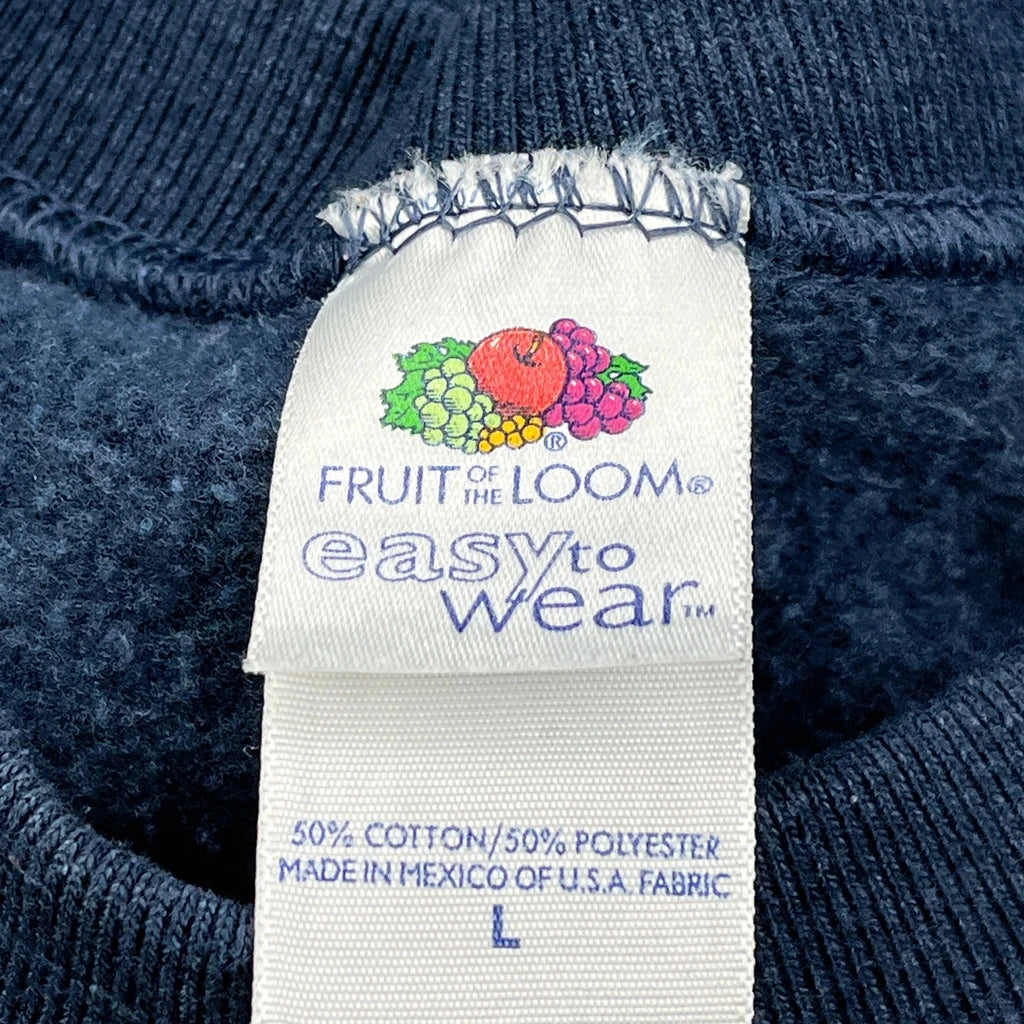 ®
FRUIT OF THE LOOM®
easy to
wear™
50% COTTON/50% POLYESTER
MADE IN MEXICO OF U.S.A. FABRIC
L